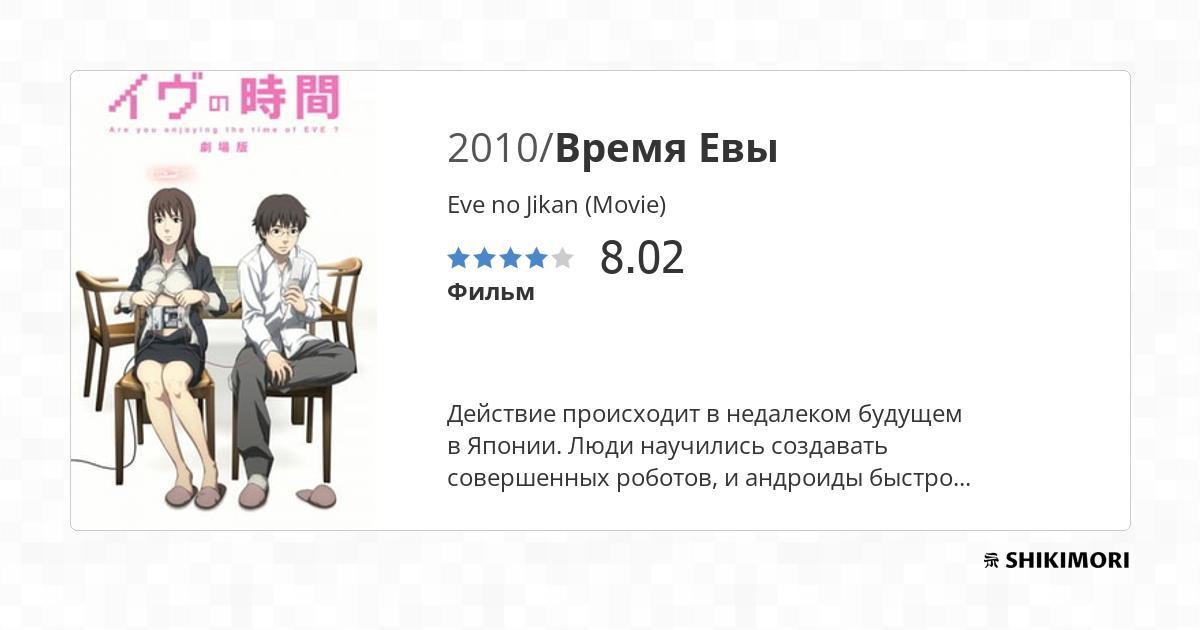 イヴの時間
Are you enjoying the time of EVE ?
劇場版
2010/Время Евы
Eve no Jikan (Movie)
8.02
Фильм
Действие происходит в недалеком будущем
в Японии. Люди научились создавать
совершенных роботов, и андроиды быстро...
SHIKIMORI